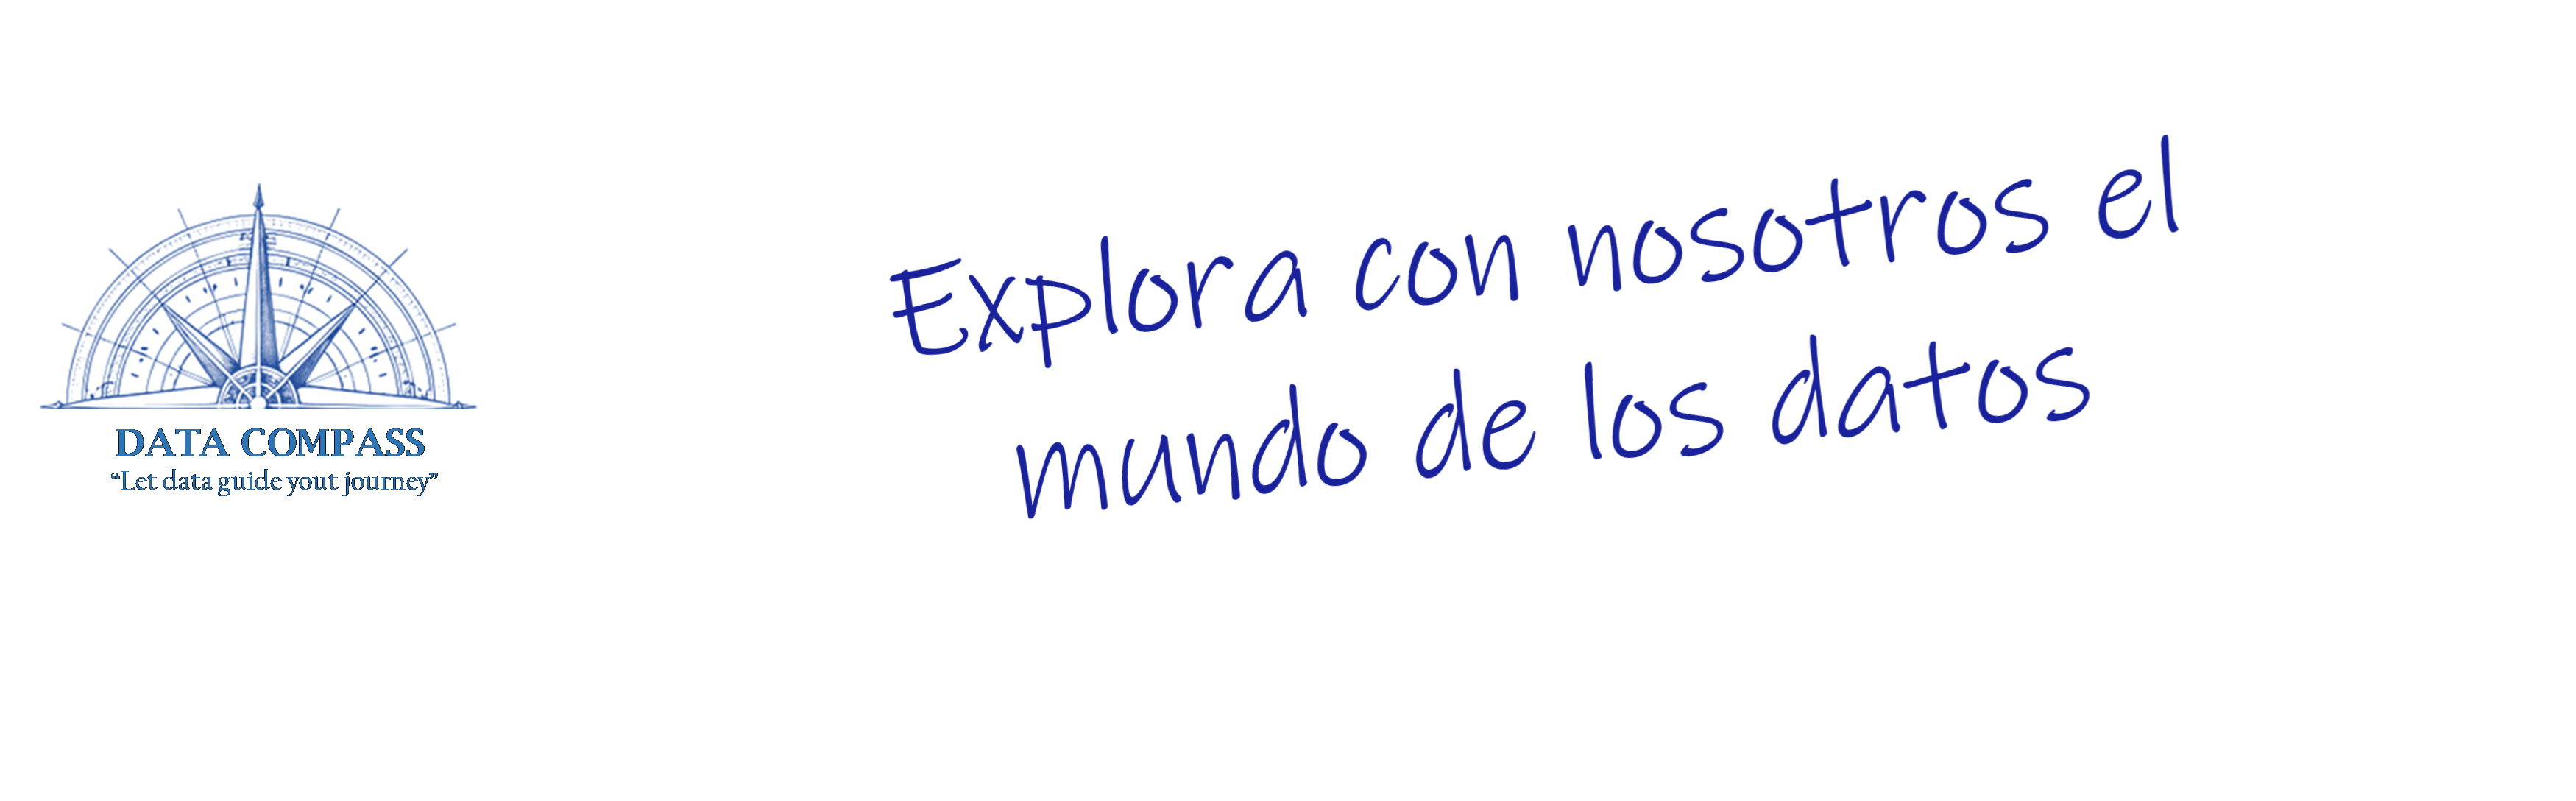 DATA COMPASS
“Let data guide yout journey”
Explora con nosotros el
mundo de los datos